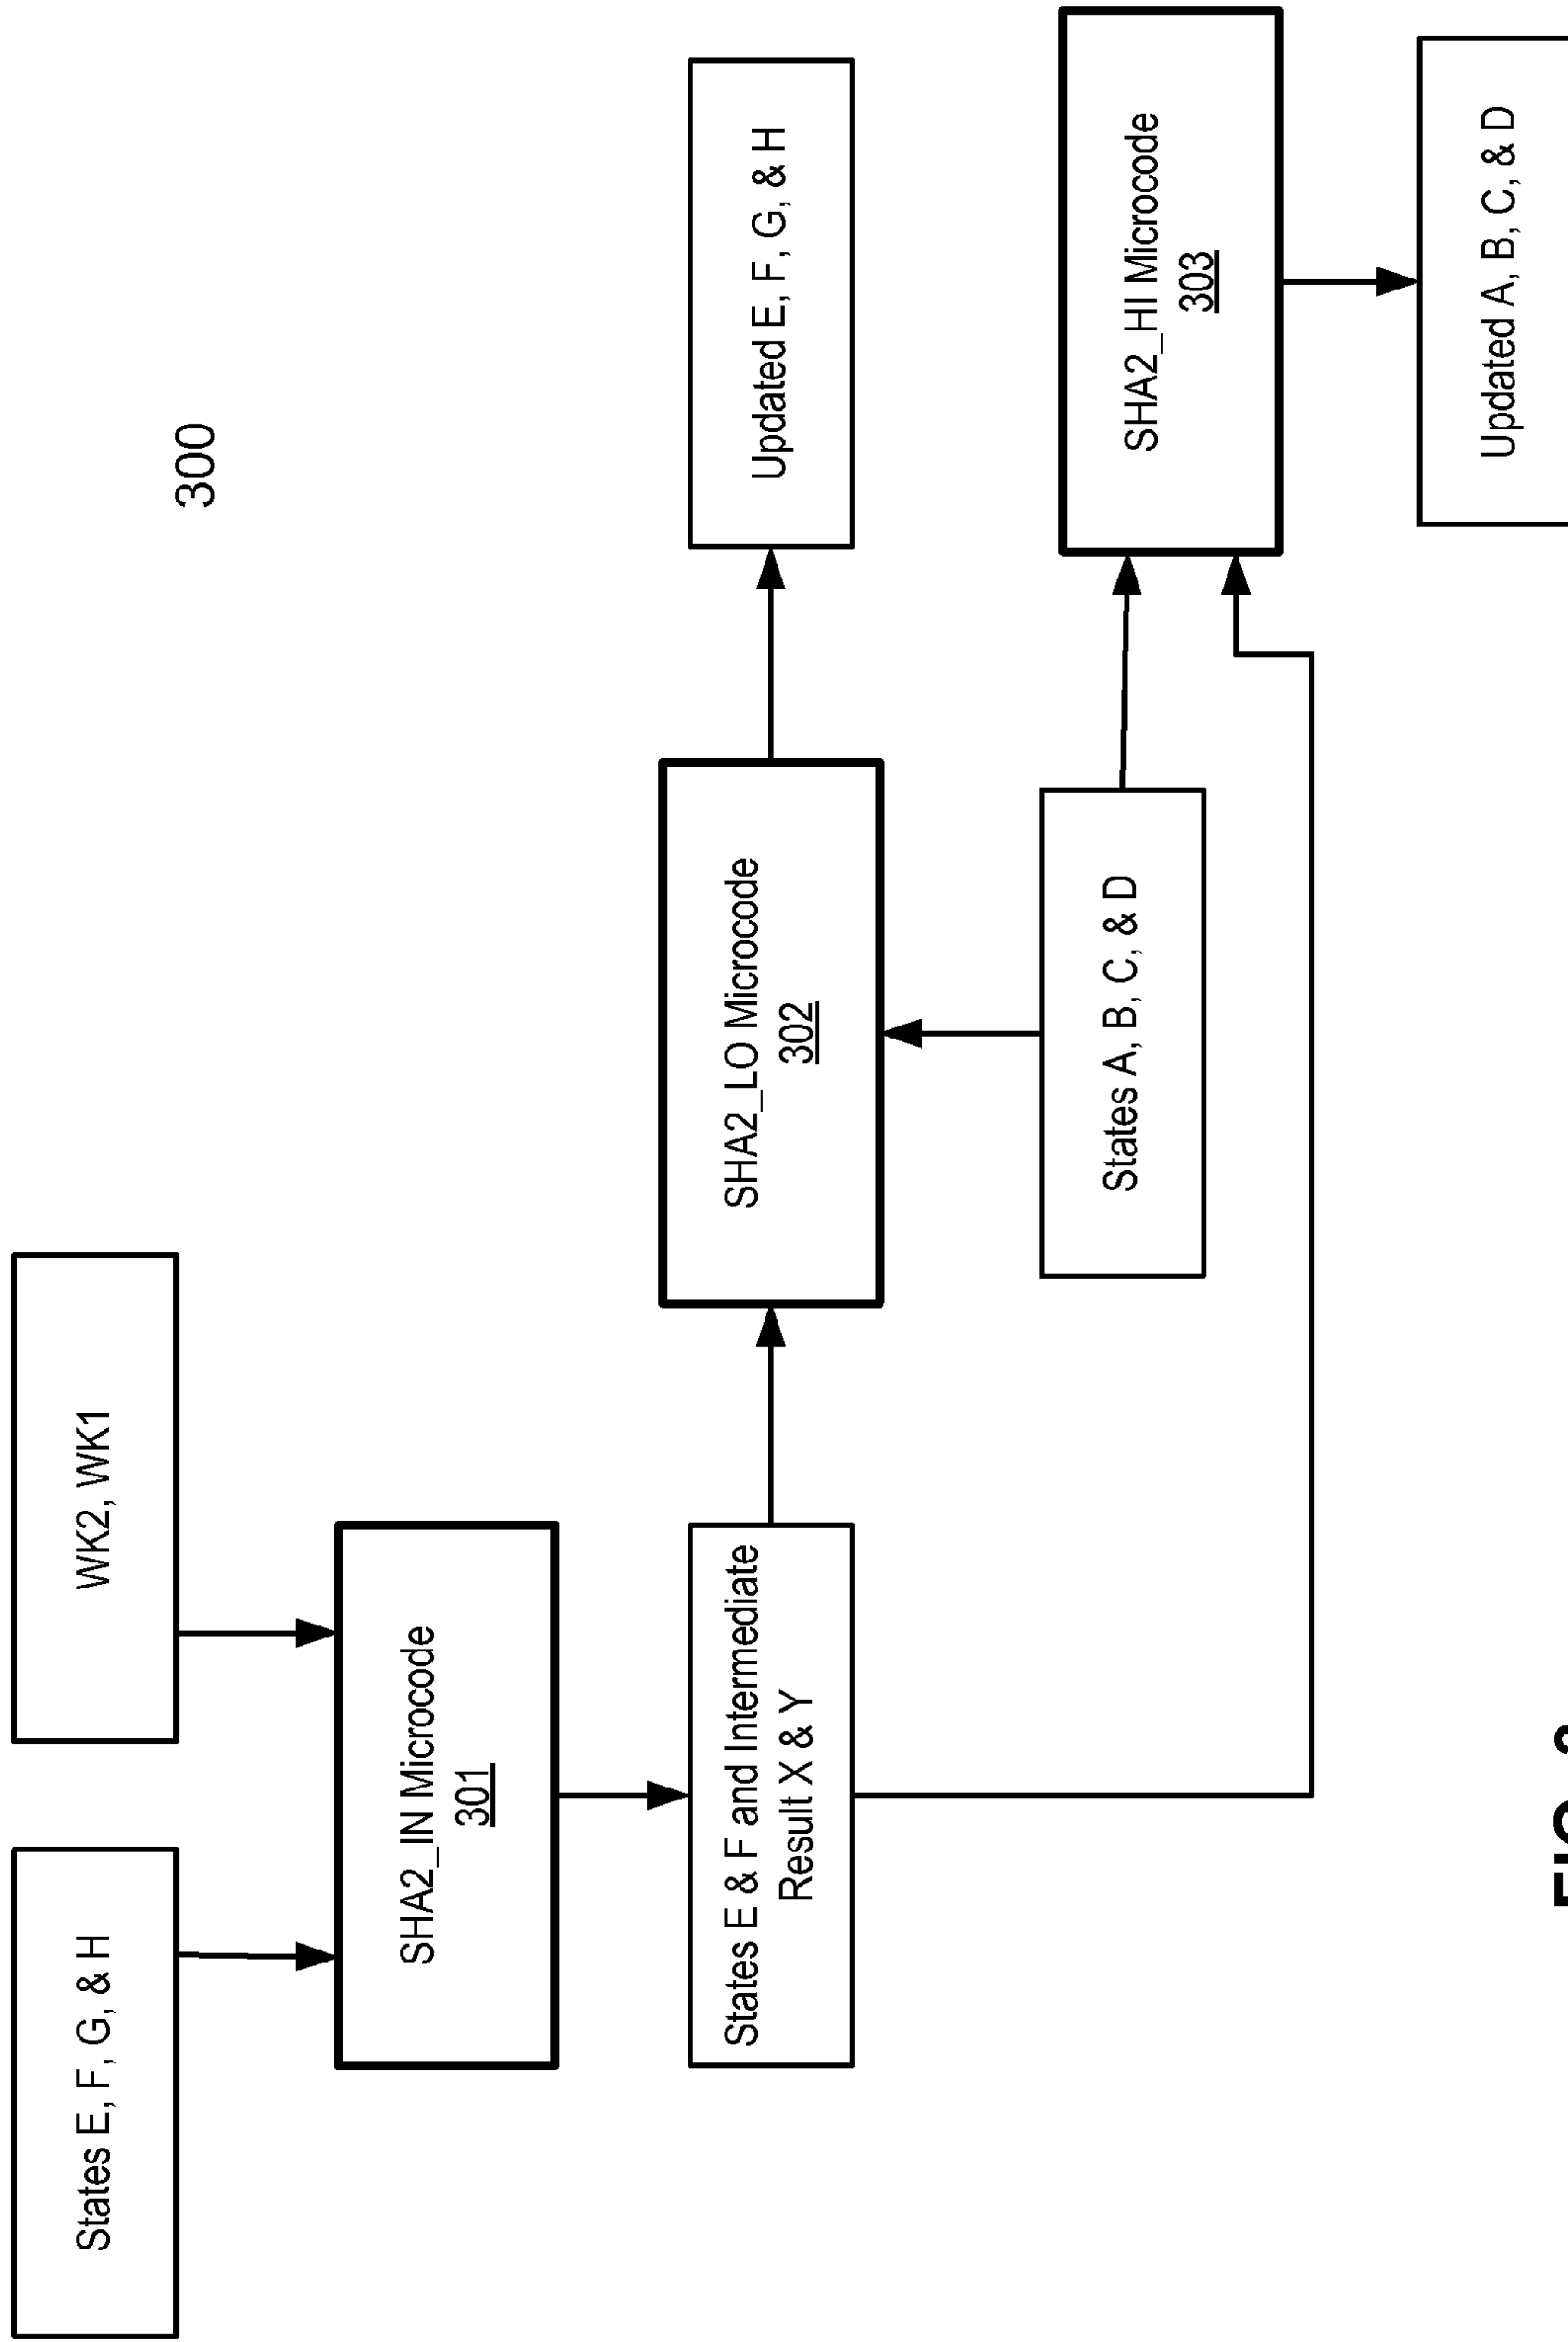 300
States E, F, G, & H
WK2, WK1
SHA2_IN Microcode
301
States E & F and Intermediate
Result X & Y
SHA2_LO Microcode
302
Updated E, F, G, & H
States A, B, C, & D
SHA2_HI Microcode
303
Updated A, B, C, & D
FIG.